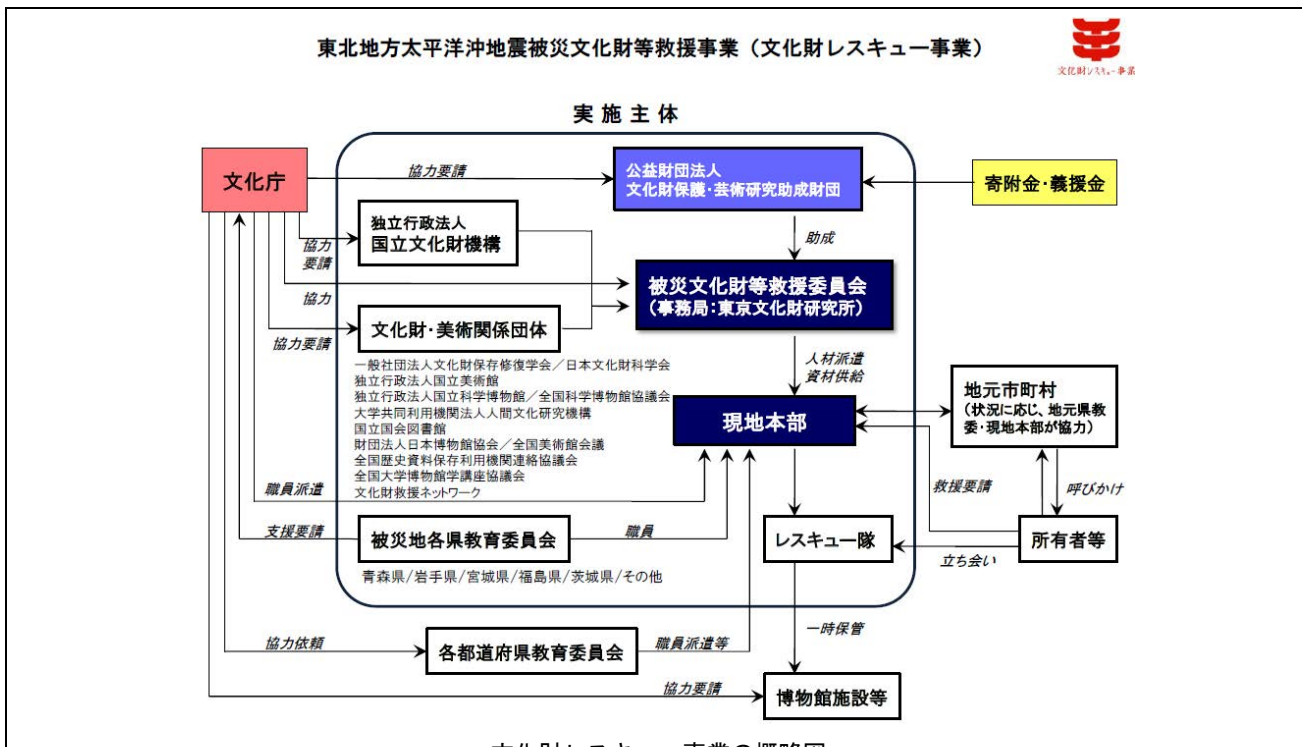 東北地方太平洋沖地震被災文化財等救援事業（文化財レスキュー事業）
文化財レスキュー事業
実施主体
文化庁
協力要請
公益財団法人
文化財保護・芸術研究助成財団
寄附金・義援金
独立行政法人
国立文化財機構
協力
要請
助成
協力
被災文化財等救援委員会
（事務局：東京文化財研究所）
協力要請
文化財・美術関係団体
一般社団法人文化財保存修復学会／日本文化財科学会
独立行政法人国立美術館
独立行政法人国立科学博物館／全国科学博物館協議会
大学共同利用機関法人人間文化研究機構
国立国会図書館
財団法人日本博物館協会／全国美術館会議
全国歴史資料保存利用機関連絡協議会
全国大学博物館学講座協議会
文化財救援ネットワーク
人材派遣
資材供給
現地本部
地元市町村
（状況に応じ、地元県教
委・現地本部が協力）
職員派遣
救援要請
呼びかけ
支援要請
被災地各県教育委員会
職員
レスキュー隊
所有者等
立ち会い
青森県/岩手県/宮城県/福島県/茨城県/その他
一時保管
協力依頼
各都道府県教育委員会
職員派遣等
協力要請
博物館施設等